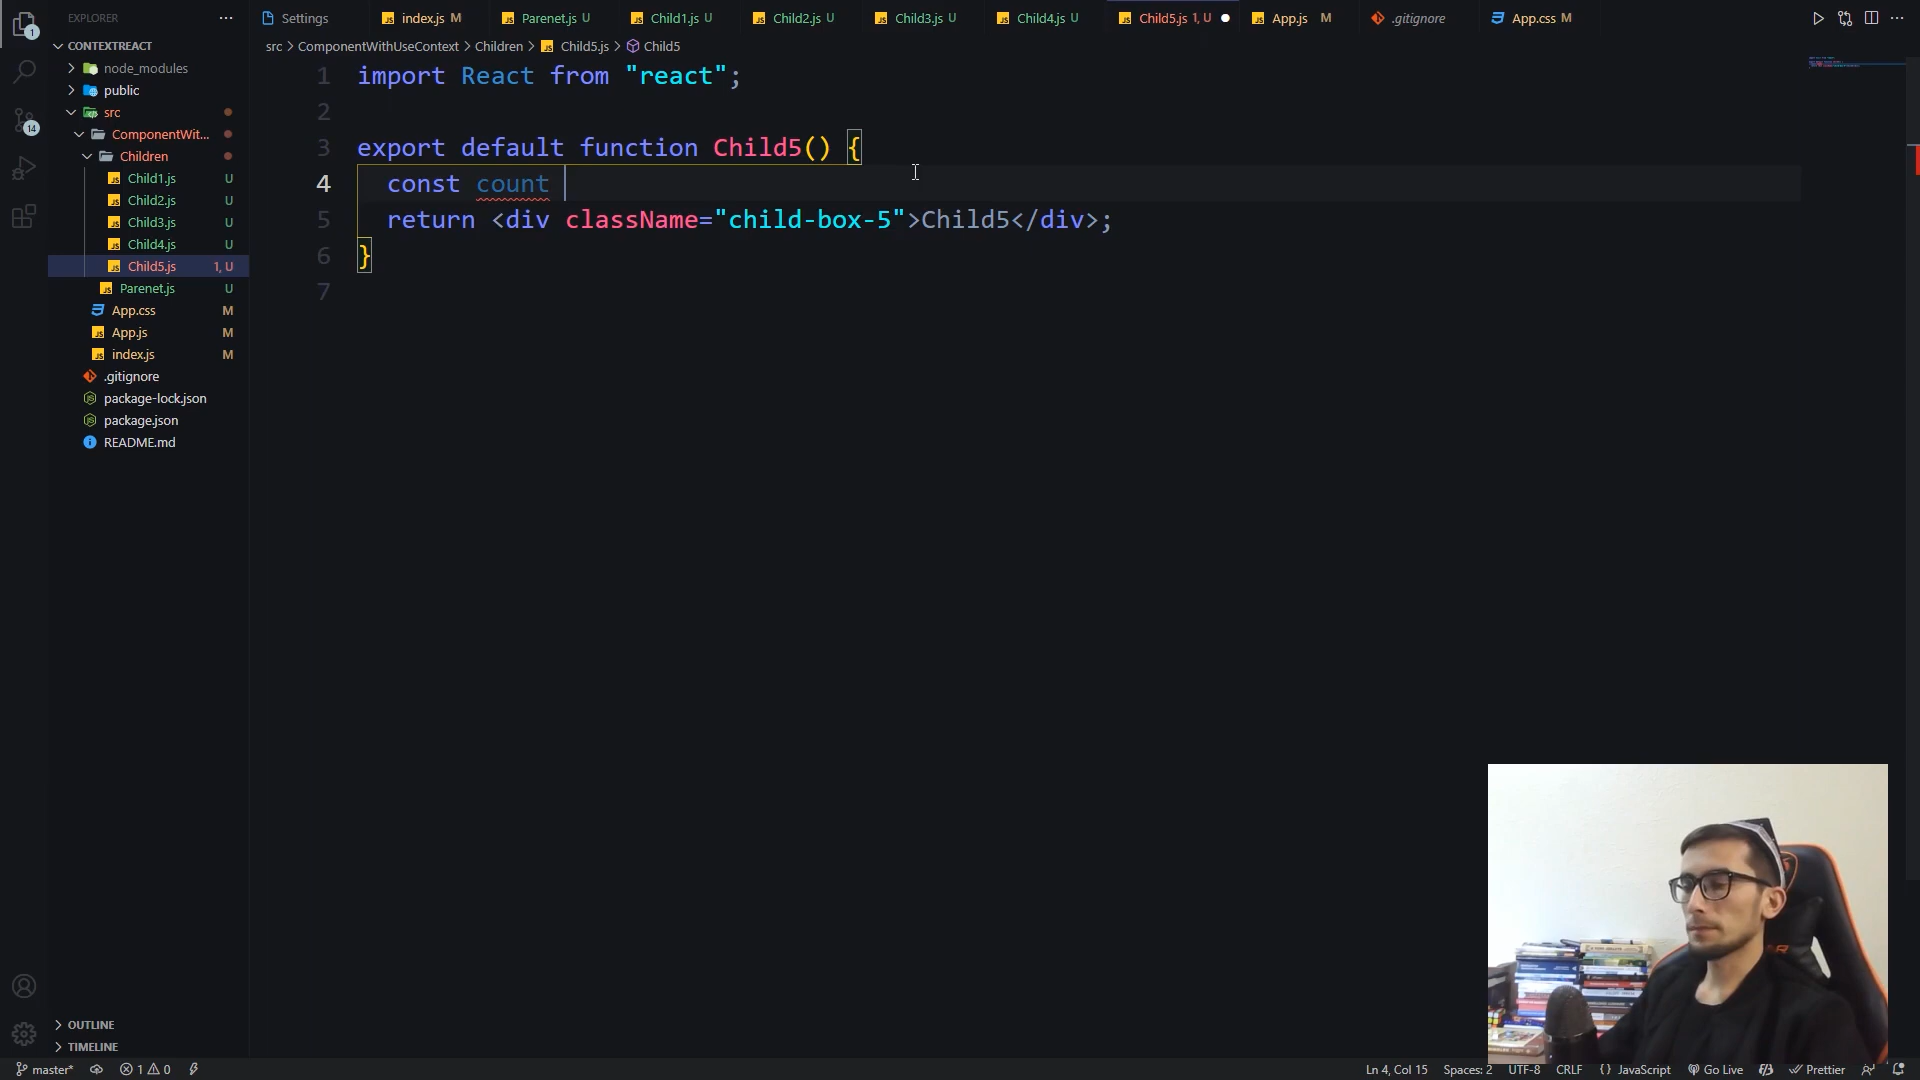 EXPLORER
Settings
index.js M
Parenet.js U
Child1.js U
Child2.js U
Child3.js U
Child4.js U
Child5.js 1, U
App.js M
.gitignore
App.css M
src > ComponentWithUseContext > Children > Child5.js > Child5
CONTEXTREACT
node_modules
public
src
ComponentWit...
Children
Child1.js U
Child2.js U
Child3.js U
Child4.js U
Child5.js 1, U
Parenet.js U
App.css M
App.js M
index.js M
.gitignore
package-lock.json
package.json
README.md
OUTLINE
TIMELINE
1
14
1 import React from "react";
2
3 export default function Child5() {
4 const count
5 return <div className="child-box-5">Child5</div>;
6 }
7
master* 1 0
Ln 4, Col 15 Spaces: 2 UTF-8 CRLF { } JavaScript Go Live Prettier